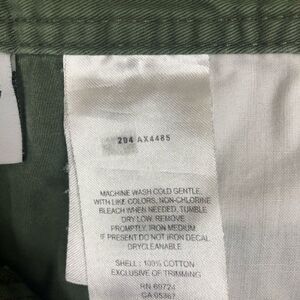 204 AX4485
MACHINE WASH COLD GENTLE,
WITH LIKE COLORS, NON-CHLORINE
BLEACH WHEN NEEDED, TUMBLE
DRY LOW, REMOVE
PROMPTLY, IRON MEDIUM
IF PRESENT DO NOT IRON DECAL
DRYCLEANABLE
SHELL : 100% COTTON
EXCLUSIVE OF TRIMMING
RN 69724
CA 05367